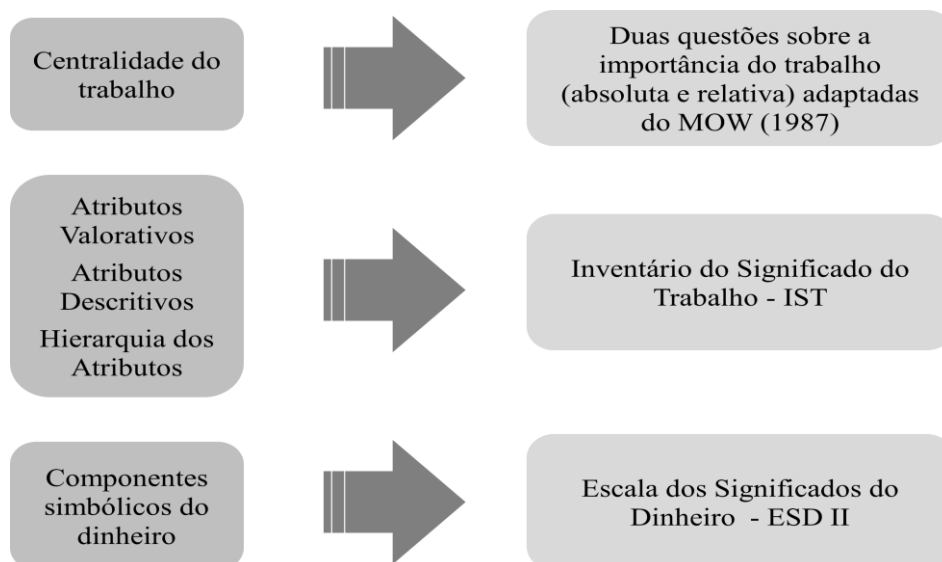 Centralidade do
trabalho
Duas questões sobre a
importância do trabalho
(absoluta e relativa) adaptadas
do MOW (1987)
Atributos
Valorativos
Atributos
Descritivos
Hierarquia dos
Atributos
Inventário do Significado do
Trabalho - IST
Componentes
simbólicos do
dinheiro
Escala dos Significados do
Dinheiro - ESD II